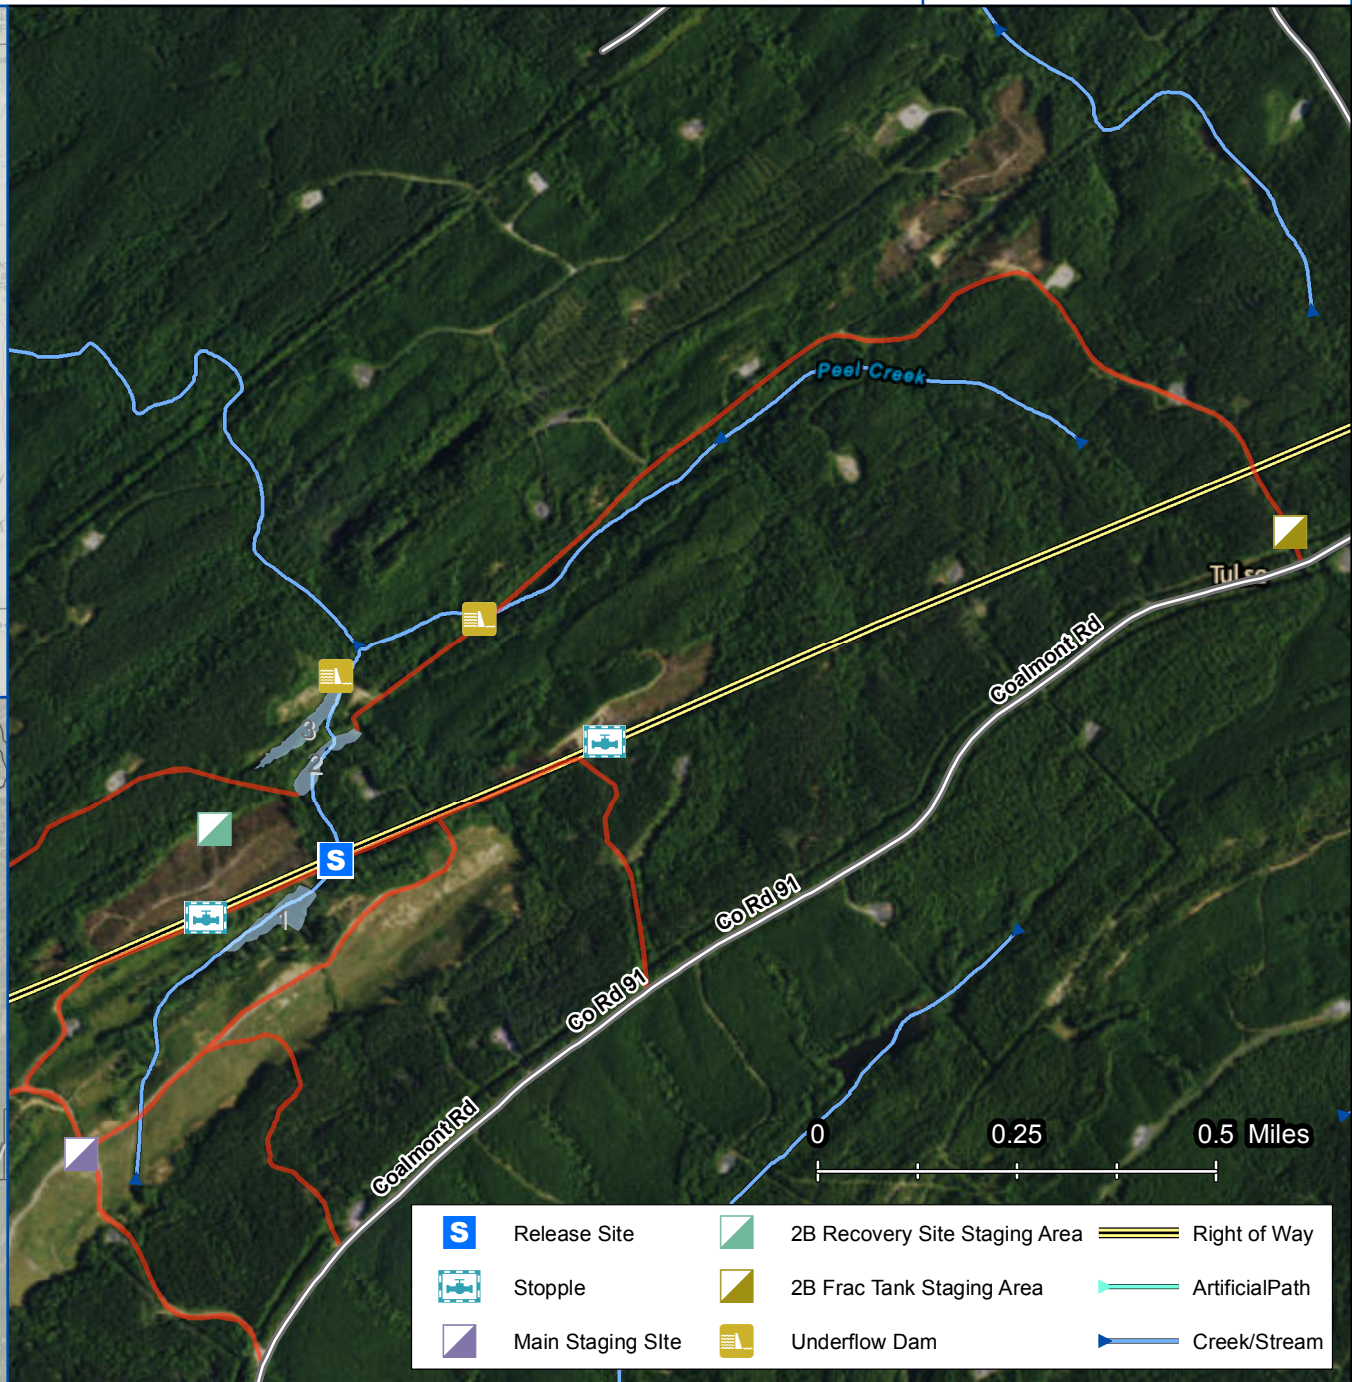 Peel Creek
Coalmont Rd
3
2
S
Co Rd 91
1
Co Rd 91
Coalmont Rd
0 0.25 0.5 Miles
S Release Site 2B Recovery Site Staging Area Right of Way
Stopple 2B Frac Tank Staging Area ArtificialPath
Main Staging SIte Underflow Dam Creek/Stream